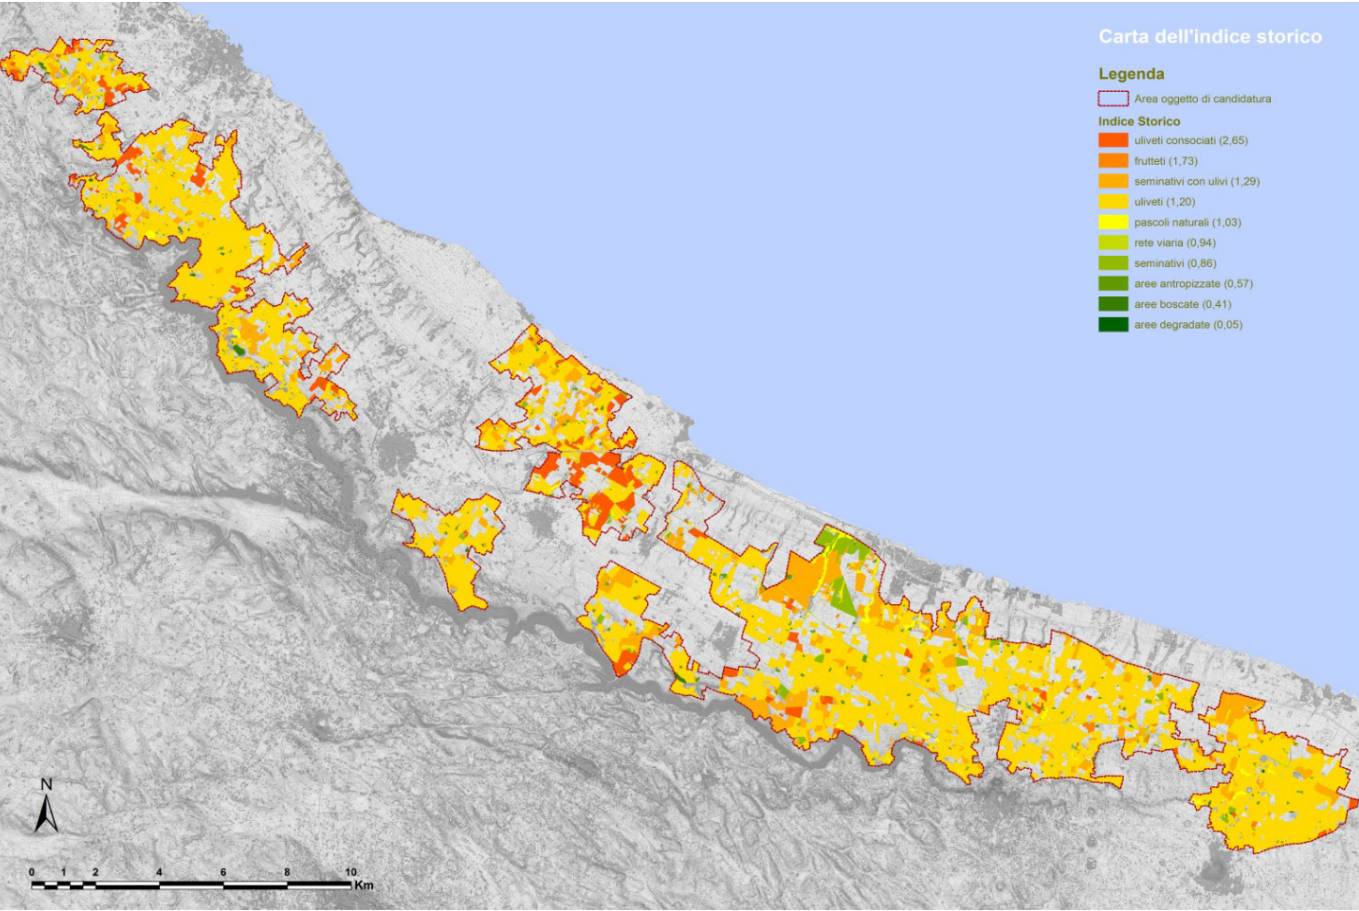 Carta dell'indice storico
Legenda
Area oggetto di candidatura
Indice Storico
uliveti consociati (2,65)
frutteti (1,73)
seminativi con ulivi (1,29)
uliveti (1,20)
pascoli naturali (1,03)
rete viaria (0,94)
seminativi (0,86)
aree antropizzate (0,57)
aree boscate (0,41)
aree degradate (0,05)
N
0 1 2 4 6 8 10
Km